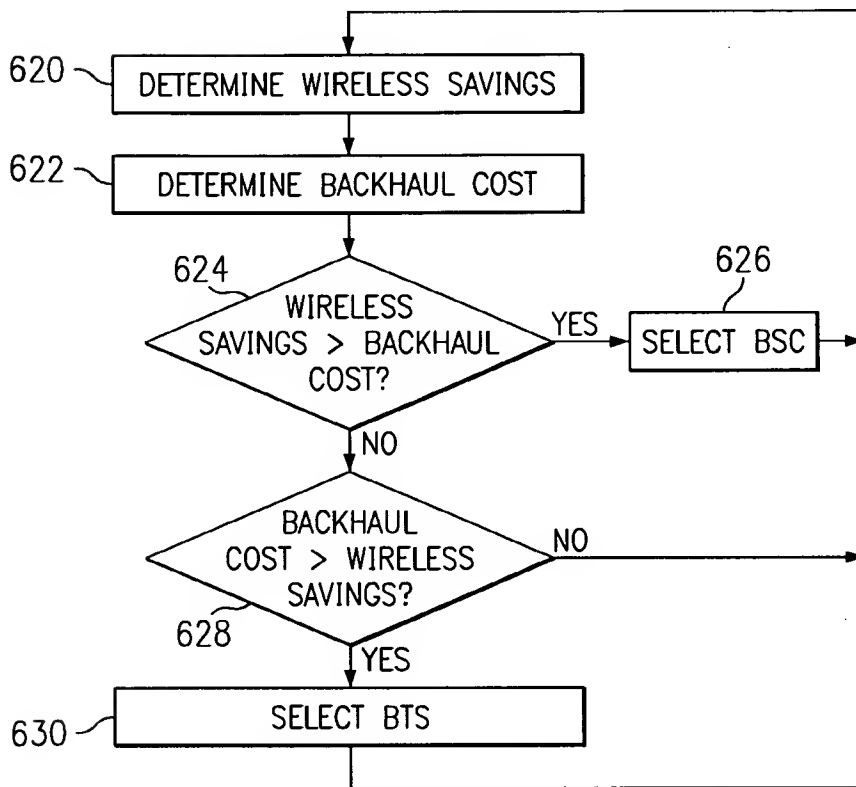 620
DETERMINE WIRELESS SAVINGS
622
DETERMINE BACKHAUL COST
624
WIRELESS
SAVINGS > BACKHAUL
COST?
YES
626
SELECT BSC
NO
BACKHAUL
COST > WIRELESS
SAVINGS?
NO
628
YES
630
SELECT BTS